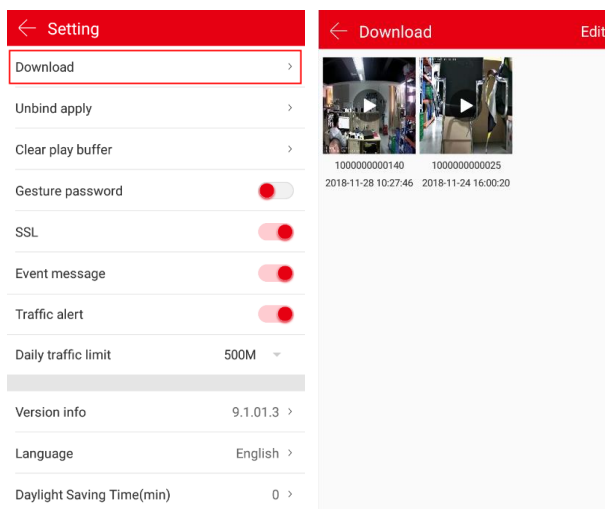 Setting
Download
Unbind apply
Clear play buffer
Gesture password
SSL
Event message
Traffic alert
Daily traffic limit 500M
Version info 9.1.01.3
Language English
Daylight Saving Time(min) 0
Download Edit
1000000000140 1000000000025
2018-11-28 10:27:46 2018-11-24 16:00:20